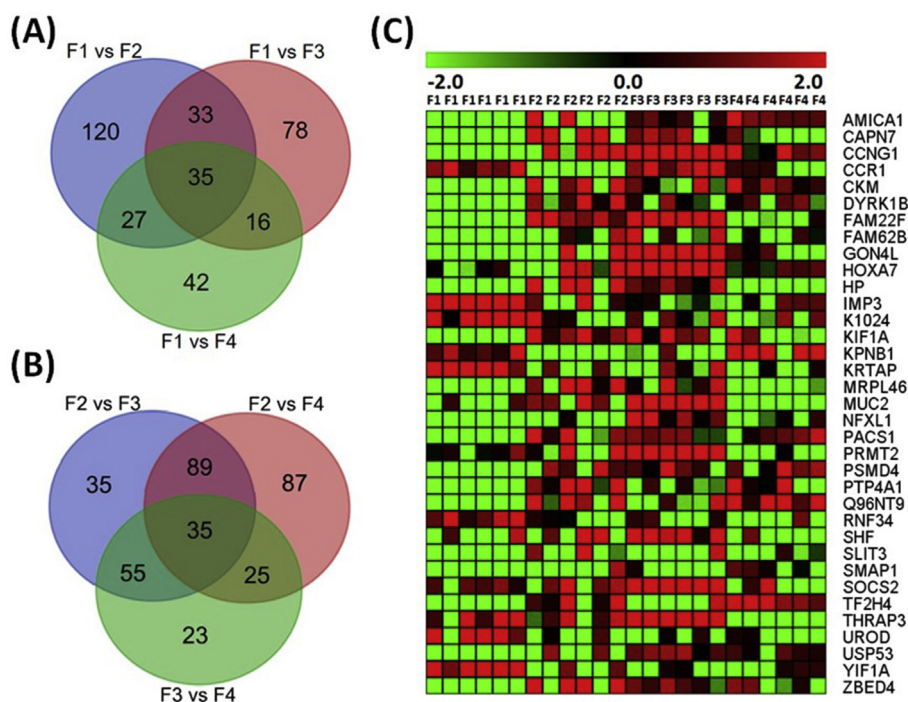 (A)
F1 vs F2
F1 vs F3
120
33
78
35
27
16
42
F1 vs F4
(B)
F2 vs F3
F2 vs F4
35
89
87
35
55
25
23
F3 vs F4
(C)
-2.0 0.0 2.0
F1 F1 F1 F1 F1 F1 F2 F2 F2 F2 F2 F2 F3 F3 F3 F3 F3 F3 F4 F4 F4 F4 F4 F4
AMICA1
CAPN7
CCNG1
CCR1
CKM
DYRK1B
FAM22F
FAM62B
GON4L
HOXA7
HP
IMP3
K1024
KIF1A
KPNB1
KRTAP
MRPL46
MUC2
NFXL1
PACS1
PRMT2
PSMD4
PTP4A1
Q96NT9
RNF34
SHF
SLIT3
SMAP1
SOCS2
TF2H4
THRAP3
UROD
USP53
YIF1A
ZBED4